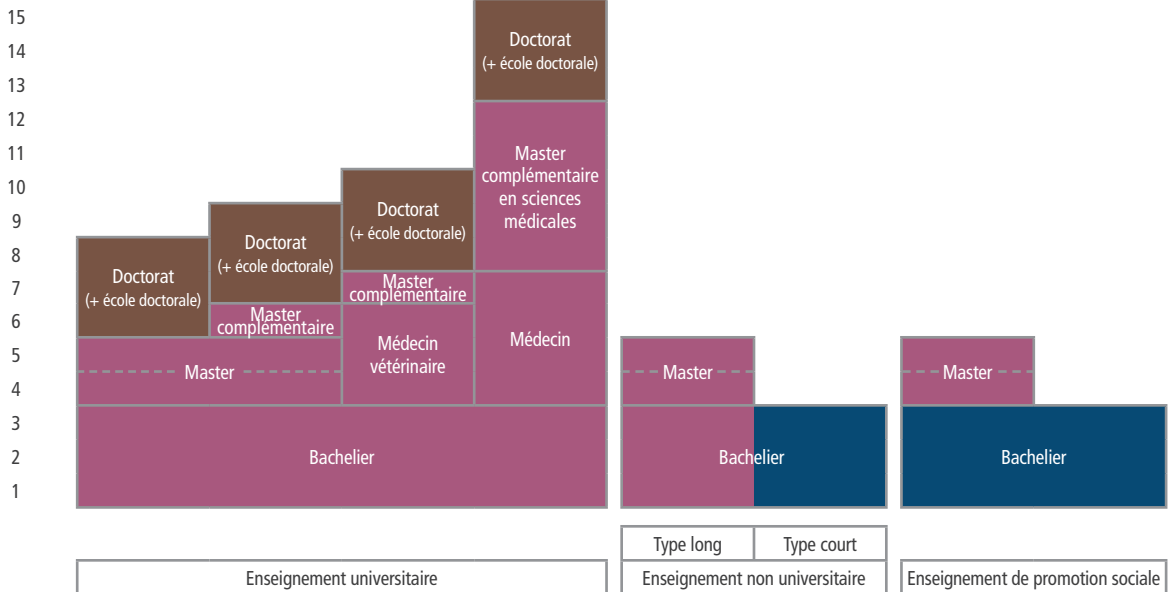 15
14
13
12
11
10
9
8
7
6
5
4
3
2
1
Doctorat
(+ école doctorale)
Master
Doctorat
(+ école doctorale)
Master
complémentaire
Doctorat
(+ école doctorale)
Master
complémentaire
Médecin
vétérinaire
Doctorat
(+ école doctorale)
Master
complémentaire
en sciences
médicales
Médecin
Bachelier
Master
Bachelier
Master
Bachelier
Type long
Type court
Enseignement universitaire
Enseignement non universitaire
Enseignement de promotion sociale